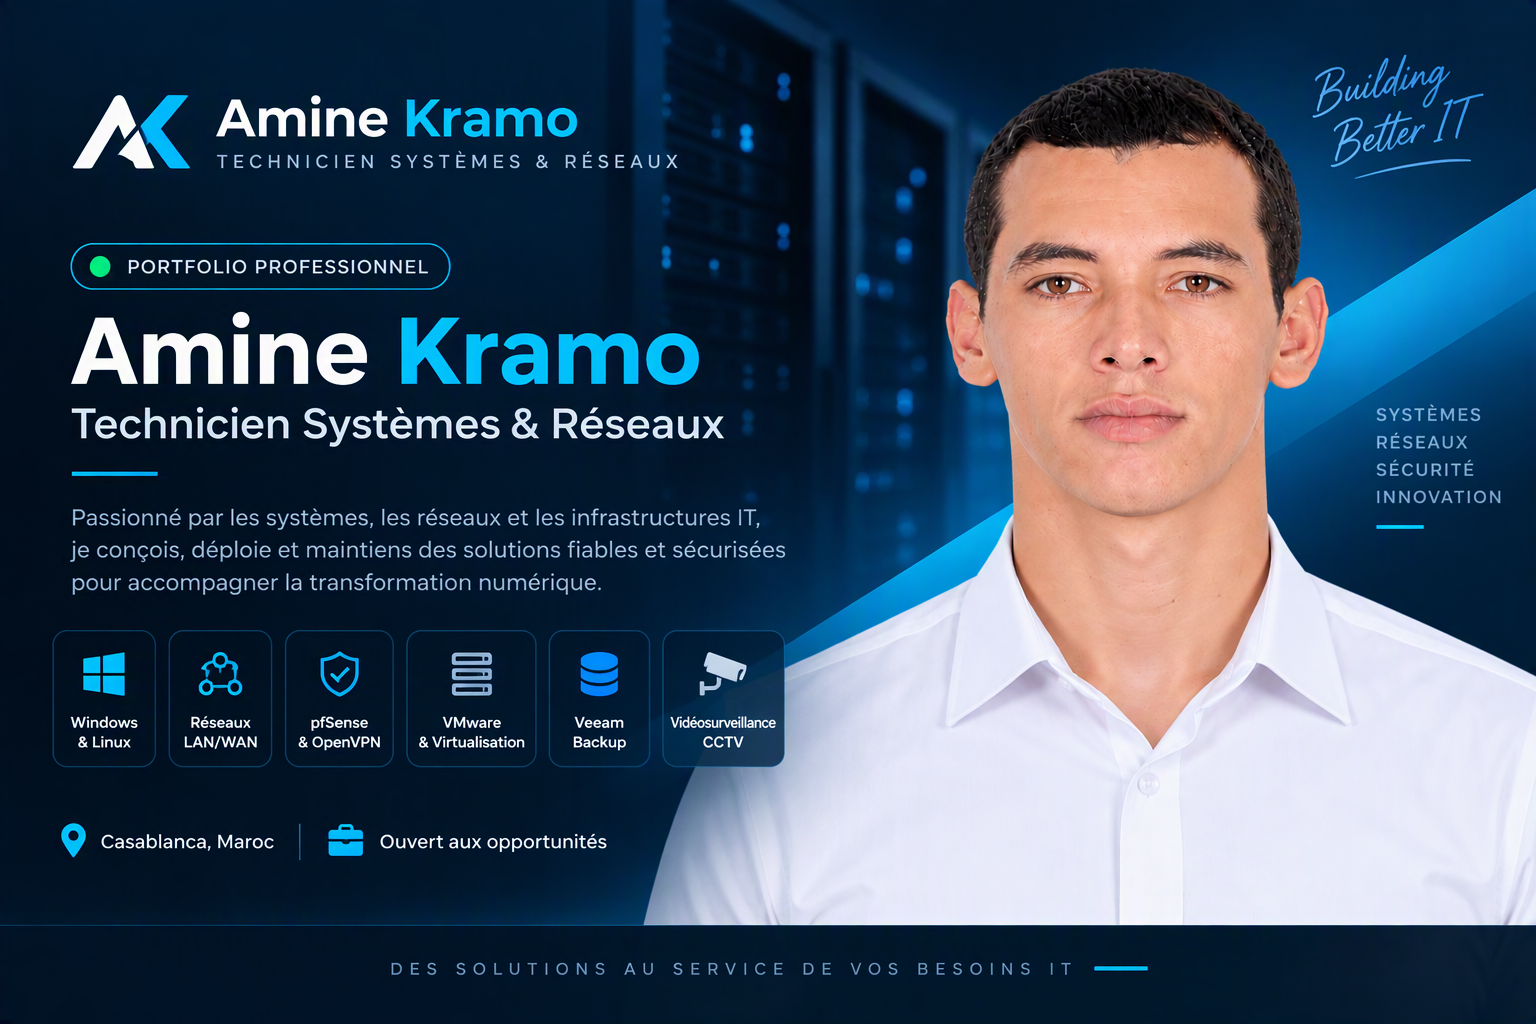 AK
Amine Kramo
TECHNICIEN SYSTÈMES & RÉSEAUX
Building
Better IT
PORTFOLIO PROFESSIONNEL
Amine Kramo
Technicien Systèmes & Réseaux
Passionné par les systèmes, les réseaux et les infrastructures IT,
je conçois, déploie et maintiens des solutions fiables et sécurisées
pour accompagner la transformation numérique.
SYSTÈMES
RÉSEAUX
SÉCURITÉ
INNOVATION
Windows
& Linux
Réseaux
LAN/WAN
pfSense
& OpenVPN
VMware
& Virtualisation
Veeam
Backup
Vidéosurveillance
CCTV
Casablanca, Maroc
Ouvert aux opportunités
DES SOLUTIONS AU SERVICE DE VOS BESOINS IT